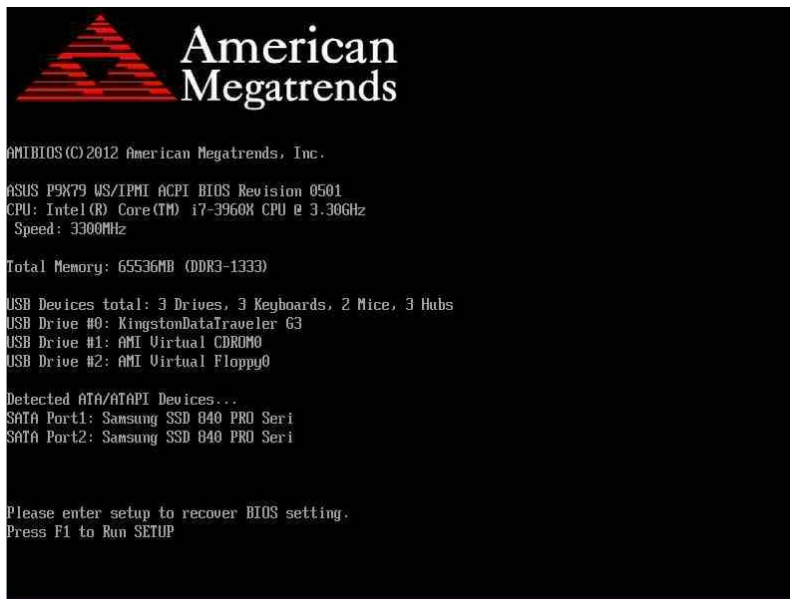 American
Megatrends
AMIBIOS(C)2012 American Megatrends, Inc.
ASUS P9X79 WS/IPMI ACPI BIOS Revision 0501
CPU: Intel(R) Core(TM) i7-3960X CPU @ 3.30GHz
Speed: 3300MHz
Total Memory: 65536MB (DDR3-1333)
USB Devices total: 3 Drives, 3 Keyboards, 2 Mice, 3 Hubs
USB Drive #0: KingstonDataTraveler G3
USB Drive #1: AMI Virtual CDROM0
USB Drive #2: AMI Virtual Floppy0
Detected ATA/ATAPI Devices...
SATA Port1: Samsung SSD 840 PRO Seri
SATA Port2: Samsung SSD 840 PRO Seri
Please enter setup to recover BIOS setting.
Press F1 to Run SETUP